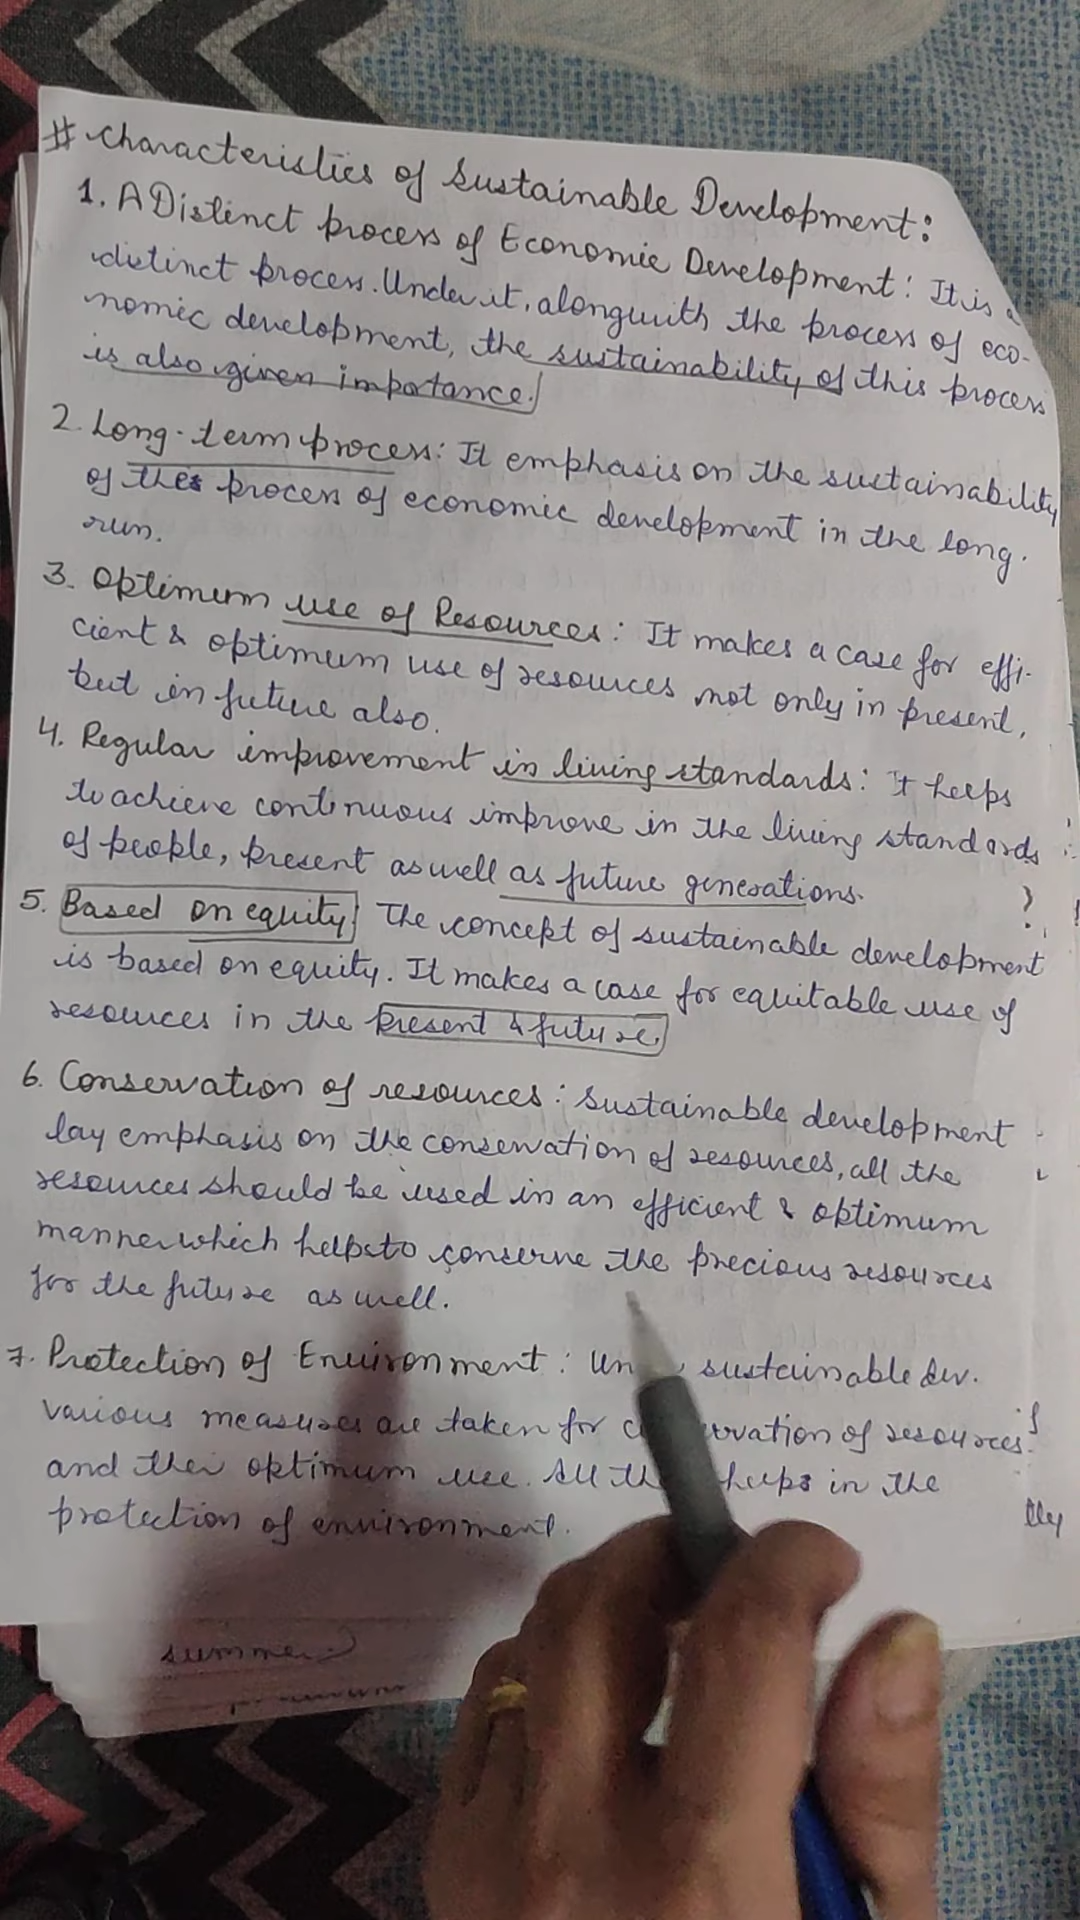 # Characteristics of Sustainable Development:
1. A Distinct process of Economic Development: It is a
distinct process. Under it, alongwith the process of eco-
nomic development, the sustainability of this process
is also given importance.
2. Long-term process: It emphasis on the sustainability
of the process of economic development in the long-
run.
3. Optimum use of Resources: It makes a case for effi-
cient & optimum use of resources not only in present,
but in future also.
4. Regular improvement in living standards: It helps
to achieve continuous improve in the living standards
of people, present as well as future generations.
5. Based on equity The concept of sustainable development
is based on equity. It makes a case for equitable use of
resources in the present & future.
6. Conservation of resources: sustainable development
lay emphasis on the conservation of resources, all the
resources should be used in an efficient & optimum
manner which helps to conserve the precious resources
for the future as well.
7. Protection of Environment: sustainable dev.
various measures are taken for of resources
and their optimum use. All helps in the
protection of environment.